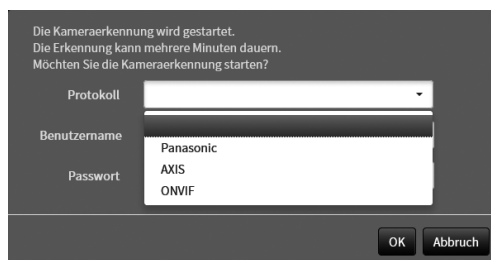 Die Kameraerkennung wird gestartet.
Die Erkennung kann mehrere Minuten dauern.
Möchten Sie die Kameraerkennung starten?
Protokoll
Benutzername
Panasonic
AXIS
Passwort
ONVIF
OK Abbruch